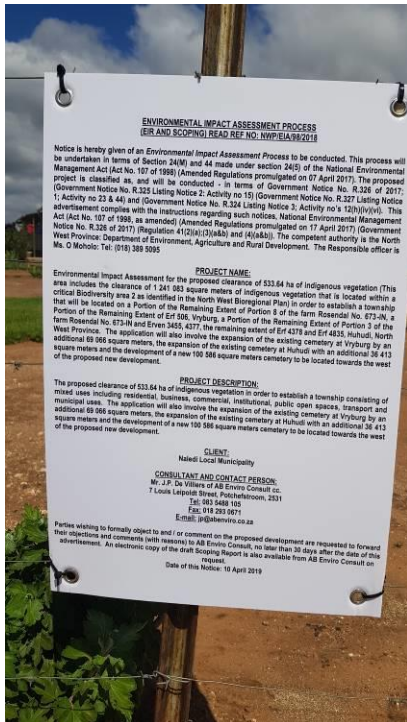 ENVIRONMENTAL IMPACT ASSESSMENT PROCESS
(EIR AND SCOPING) READ REF NO: NWP/EIA/98/2018
Notice is hereby given of an Environmental Impact Assessment Process to be conducted. This process will
be undertaken in terms of Section 24(M) and 44 made under section 24(5) of the National Environmental
Management Act (Act No. 107 of 1998) (Amended Regulations promulgated on 07 April 2017). The proposed
project is classified as, and will be conducted - in terms of Government Notice No. R.326 of 2017;
(Government Notice No. R.325 Listing Notice 2: Activity no 15) (Government Notice No. R.327 Listing Notice
1; Activity no 23 & 44) and (Government Notice No. R.324 Listing Notice 3; Activity no's 12(h)(iv)(vi). This
advertisement complies with the instructions regarding such notices, National Environmental Management
Act (Act No. 107 of 1998, as amended) (Amended Regulations promulgated on 17 April 2017) (Government
Notice No. R.326 of 2017) (Regulation 41(2)(a);(3)(a&b) and (4)(a&b)). The competent authority is the North
West Province: Department of Environment, Agriculture and Rural Development. The Responsible officer is
Ms. O Moholo: Tel: (018) 389 5095
PROJECT NAME:
Environmental Impact Assessment for the proposed clearance of 533.64 ha of indigenous vegetation (This
area includes the clearance of 1 241 083 square meters of indigenous vegetation that is located within a
critical Biodiversity area 2 as identified in the North West Bioregional Plan) in order to establish a township
that will be located on a Portion of the Remaining Extent of Portion 8 of the farm Rosendal No. 673-IN, a
Portion of the Remaining Extent of Erf 506, Vryburg, a Portion of the Remaining Extent of Portion 3 of the
farm Rosendal No. 673-IN and Erven 3455, 4377, the remaining extent of Erf 4378 and Erf 4835, Huhudi, North
West Province. The application will also involve the expansion of the existing cemetery at Vryburg by an
additional 69 066 square meters, the expansion of the existing cemetery at Huhudi with an additional 36 413
square meters and the development of a new 100 586 square meters cemetery to be located towards the west
of the proposed new development.
PROJECT DESCRIPTION:
The proposed clearance of 533.64 ha of indigenous vegetation in order to establish a township consisting of
mixed uses including residential, business, commercial, institutional, public open spaces, transport and
municipal uses. The application will also involve the expansion of the existing cemetery at Vryburg by an
additional 69 066 square meters, the expansion of the existing cemetery at Huhudi with an additional 36 413
square meters and the development of a new 100 586 square meters cemetery to be located towards the west
of the proposed new development.
CLIENT:
Naledi Local Municipality
CONSULTANT AND CONTACT PERSON:
Mr. J.P. De Villiers of AB Enviro Consult cc.
7 Louis Leipoldt Street, Potchefstroom, 2531
Tel: 083 5488 105
Fax: 018 293 0671
E-mail: jp@abenviro.co.za
Parties wishing to formally object to and / or comment on the proposed development are requested to forward
their objections and comments (with reasons) to AB Enviro Consult, no later than 30 days after the date of this
advertisement. An electronic copy of the draft Scoping Report is also available from AB Enviro Consult on
request.
Date of this Notice: 10 April 2019